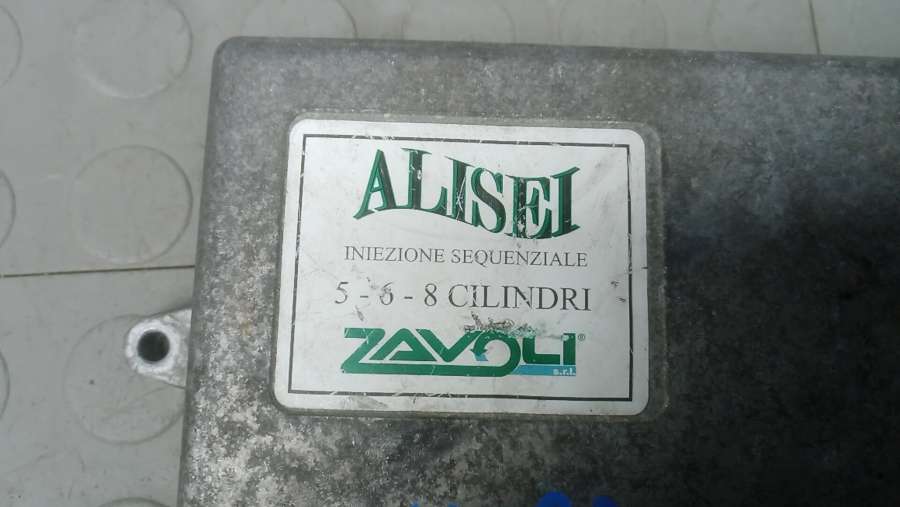 ALISEI
INIEZIONE SEQUENZIALE
5 - 6 - 8 CILINDRI
ZAVOLI®
s.r.l.